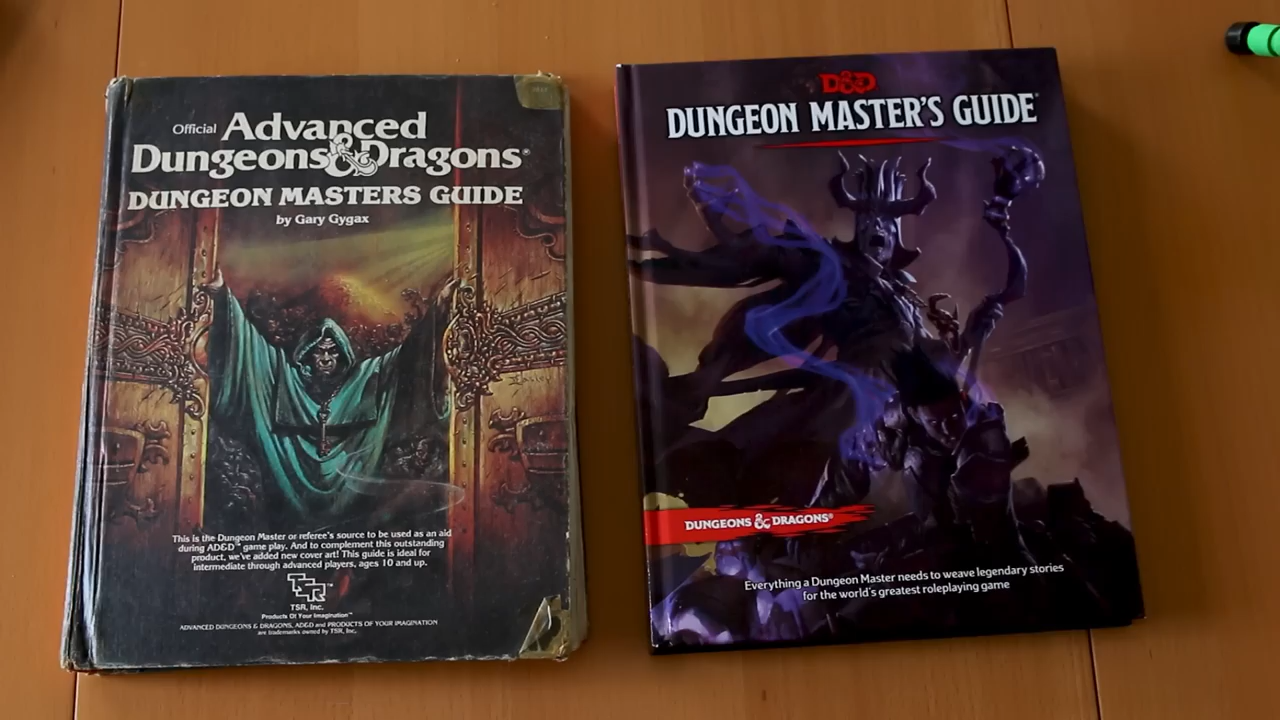 Official Advanced
Dungeons & Dragons®
DUNGEON MASTERS GUIDE
by Gary Gygax
Easley
This is the Dungeon Master or referee's source to be used as an aid
during AD&D™ game play. And to complement this outstanding
product, we've added new cover art! This guide is ideal for
intermediate through advanced players, ages 10 and up.
TSR™
TSR, Inc.
Products Of Your Imagination™
ADVANCED DUNGEONS & DRAGONS, AD&D and PRODUCTS OF YOUR IMAGINATION
are trademarks owned by TSR, Inc.
D&D
DUNGEON MASTER'S GUIDE®
DUNGEONS & DRAGONS®
Everything a Dungeon Master needs to weave legendary stories
for the world's greatest roleplaying game